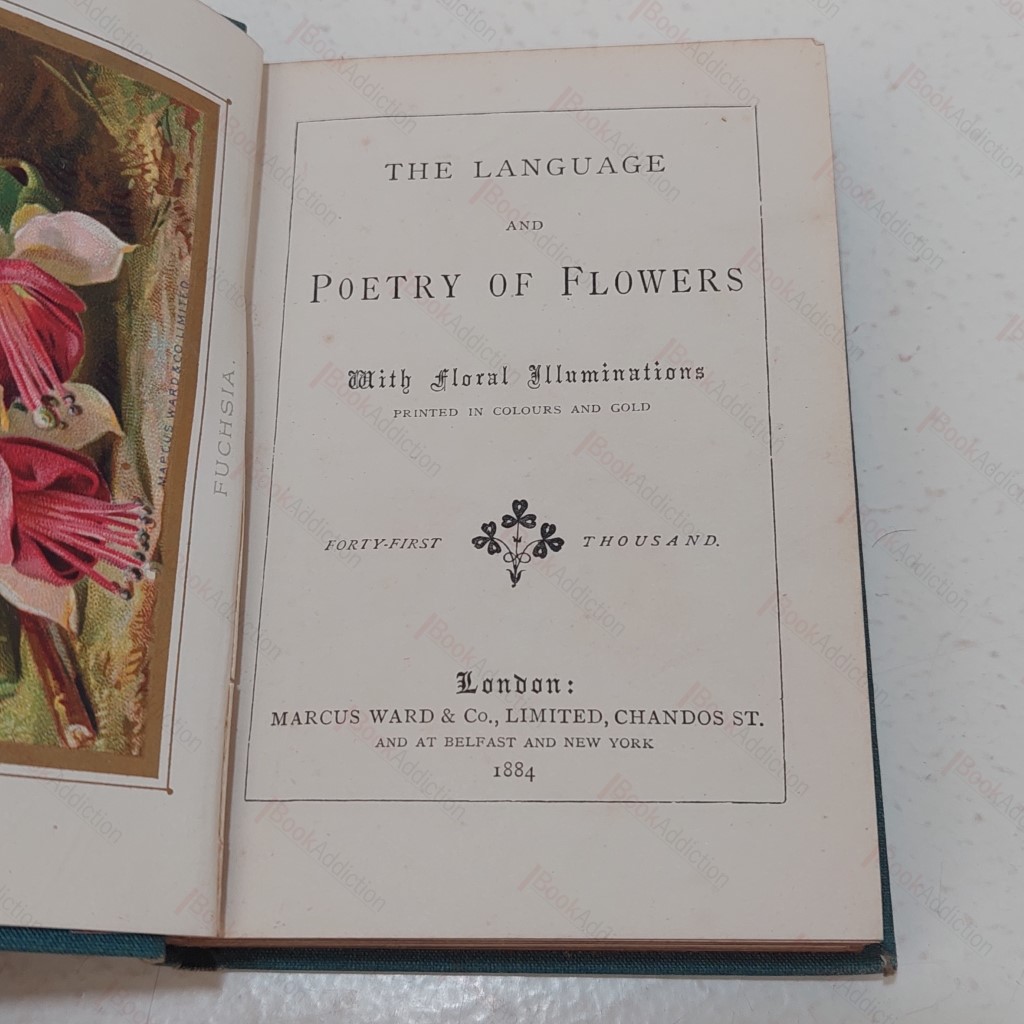 MARCUS WARD & CO. LIMITED
FUCHSIA.
THE LANGUAGE
AND
POETRY OF FLOWERS
With Floral Illuminations
PRINTED IN COLOURS AND GOLD
FORTY-FIRST THOUSAND.
London:
MARCUS WARD & Co., LIMITED, CHANDOS ST.
AND AT BELFAST AND NEW YORK
1884
BookAddiction